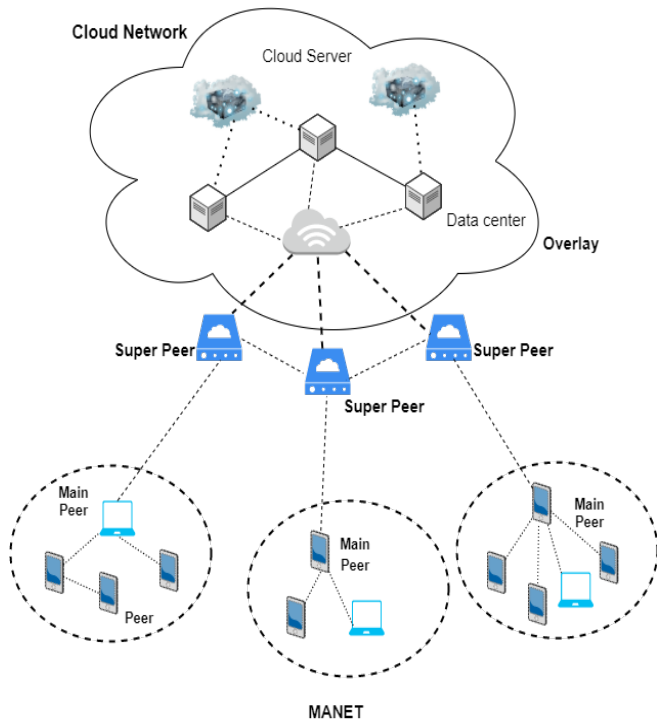 Cloud Network
Cloud Server
Data center
Overlay
Super Peer
Super Peer
Super Peer
Main
Peer
Peer
Main
Peer
Main
Peer
MANET